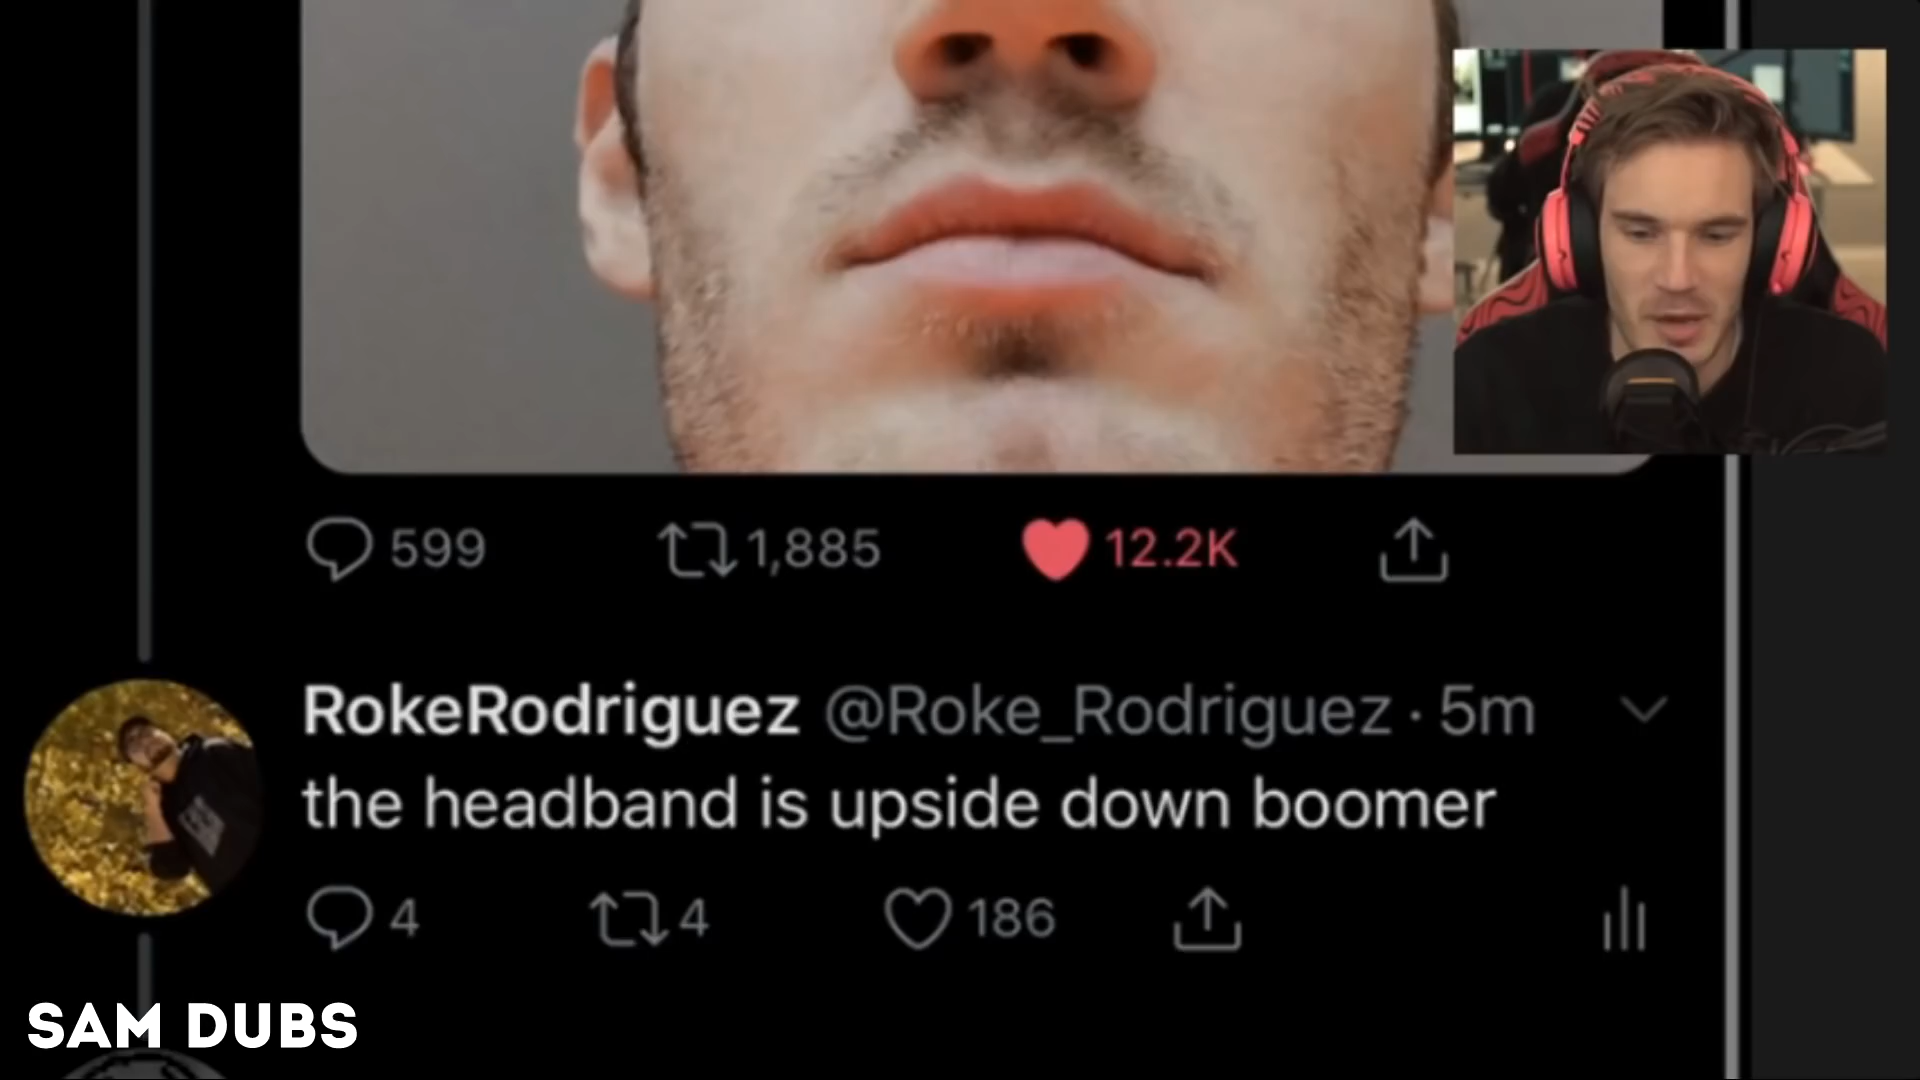 599 1,885 12.2K
RokeRodriguez @Roke_Rodriguez · 5m
the headband is upside down boomer
4 4 186
SAM DUBS